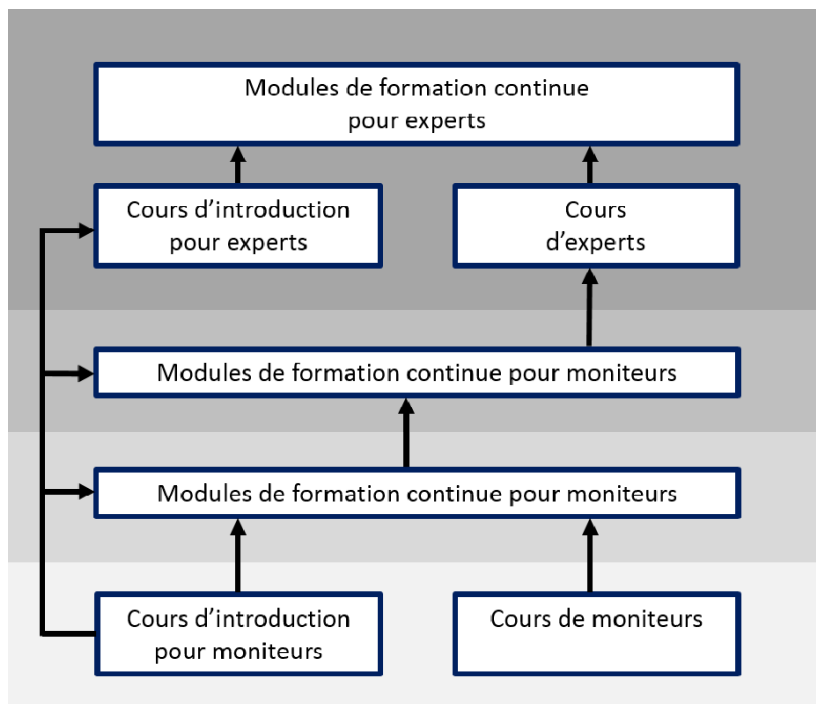 Modules de formation continue
pour experts
Cours d’introduction
pour experts
Cours
d’experts
Modules de formation continue pour moniteurs
Modules de formation continue pour moniteurs
Cours d’introduction
pour moniteurs
Cours de moniteurs